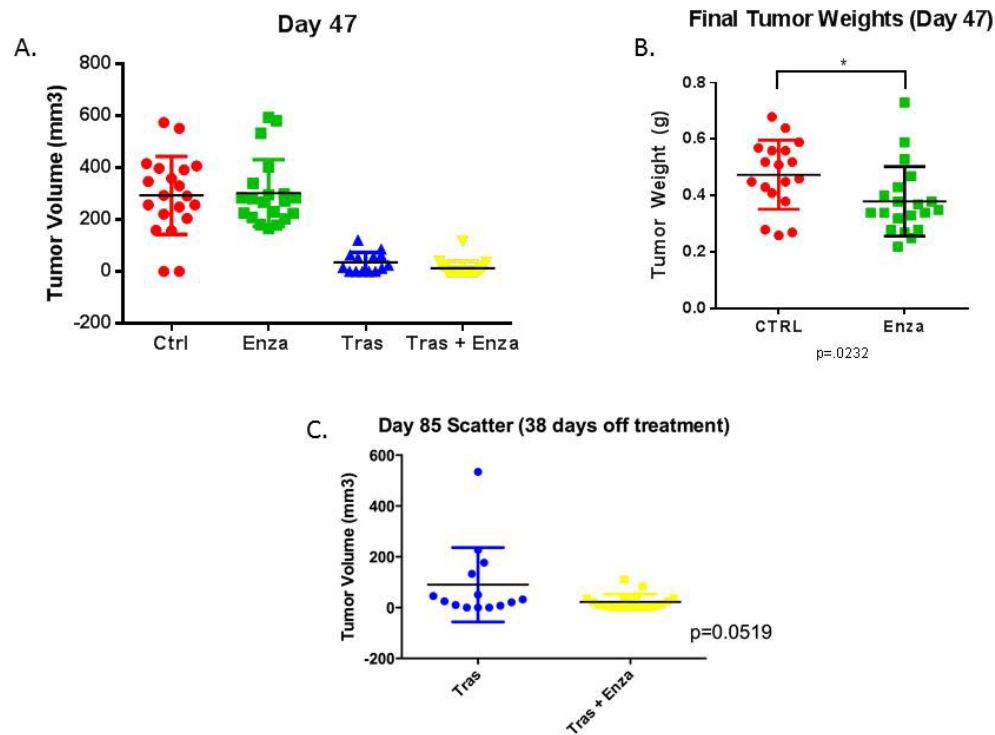 A.
Day 47
Tumor Volume (mm3)
800
600
400
200
0
-200
Ctrl
Enza
Tras
Tras + Enza
Final Tumor Weights (Day 47)
B.
*
Tumor Weight (g)
0.8
0.6
0.4
0.2
0.0
CTRL
Enza
p=.0232
C.
Day 85 Scatter (38 days off treatment)
Tumor Volume (mm3)
600
400
200
0
-200
p=0.0519
Tras
Tras + Enza